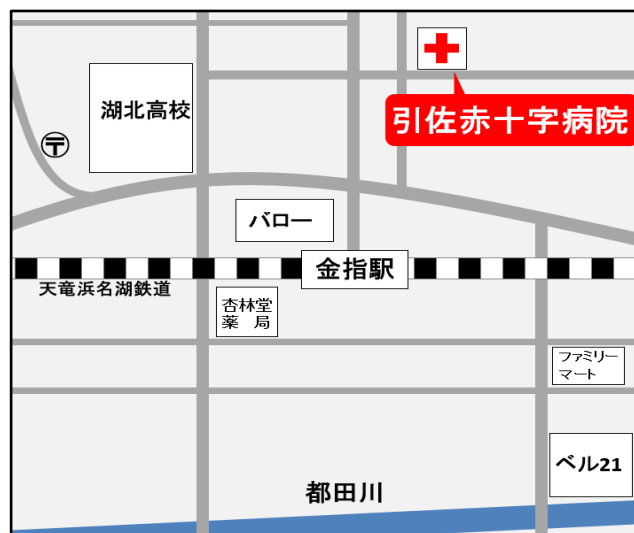 湖北高校
〒
引佐赤十字病院
バロー
金指駅
天竜浜名湖鉄道
杏林堂
薬 局
ファミリー
マート
ベル21
都田川